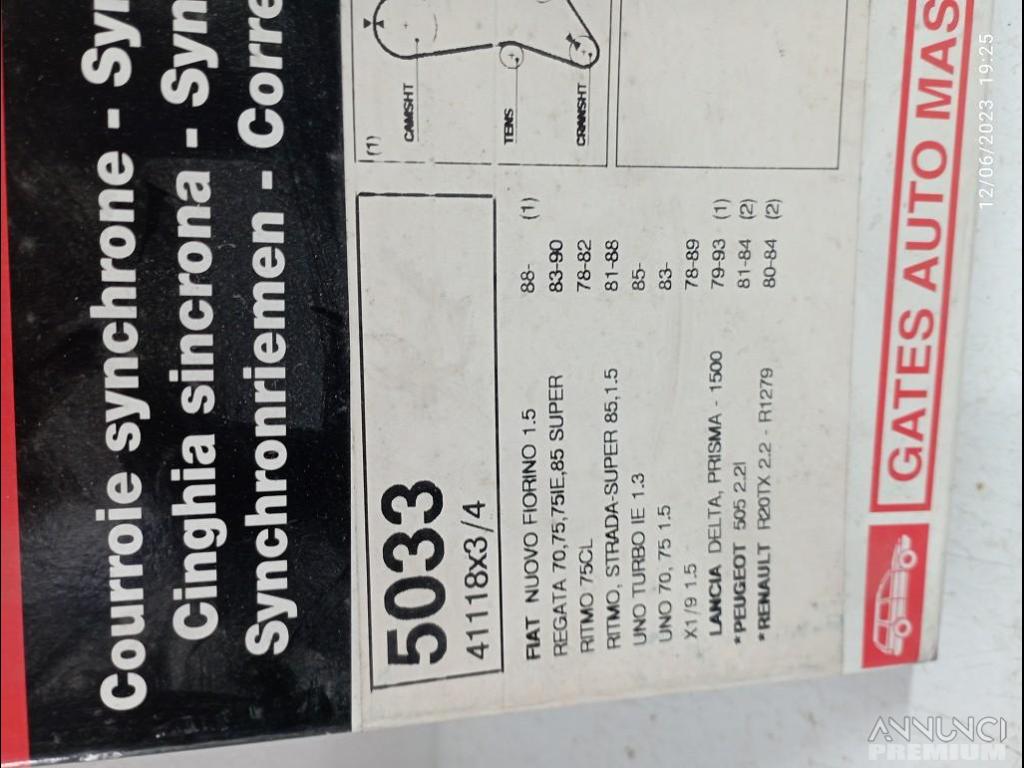 Courroie synchrone - Syn
Cinghia sincrona - Syn
Synchronriemen - Corre
5033
41118x3/4
(1)
CAMSHT
TENS
CRANSHT
FIAT NUOVO FIORINO 1.5 88- (1)
REGATA 70,75,75IE,85 SUPER 83-90
RITMO 75CL 78-82
RITMO, STRADA-SUPER 85,1.5 81-88
UNO TURBO IE 1.3 85-
UNO 70, 75 1.5 83-
X1/9 1.5 78-89
LANCIA DELTA, PRISMA - 1500 79-93 (1)
*PEUGEOT 505 2.2l 81-84 (2)
*RENAULT R20TX 2.2 - R1279 80-84 (2)
GATES AUTO MAS
12/06/2023 19:25
ANNUNCI
PREMIUM